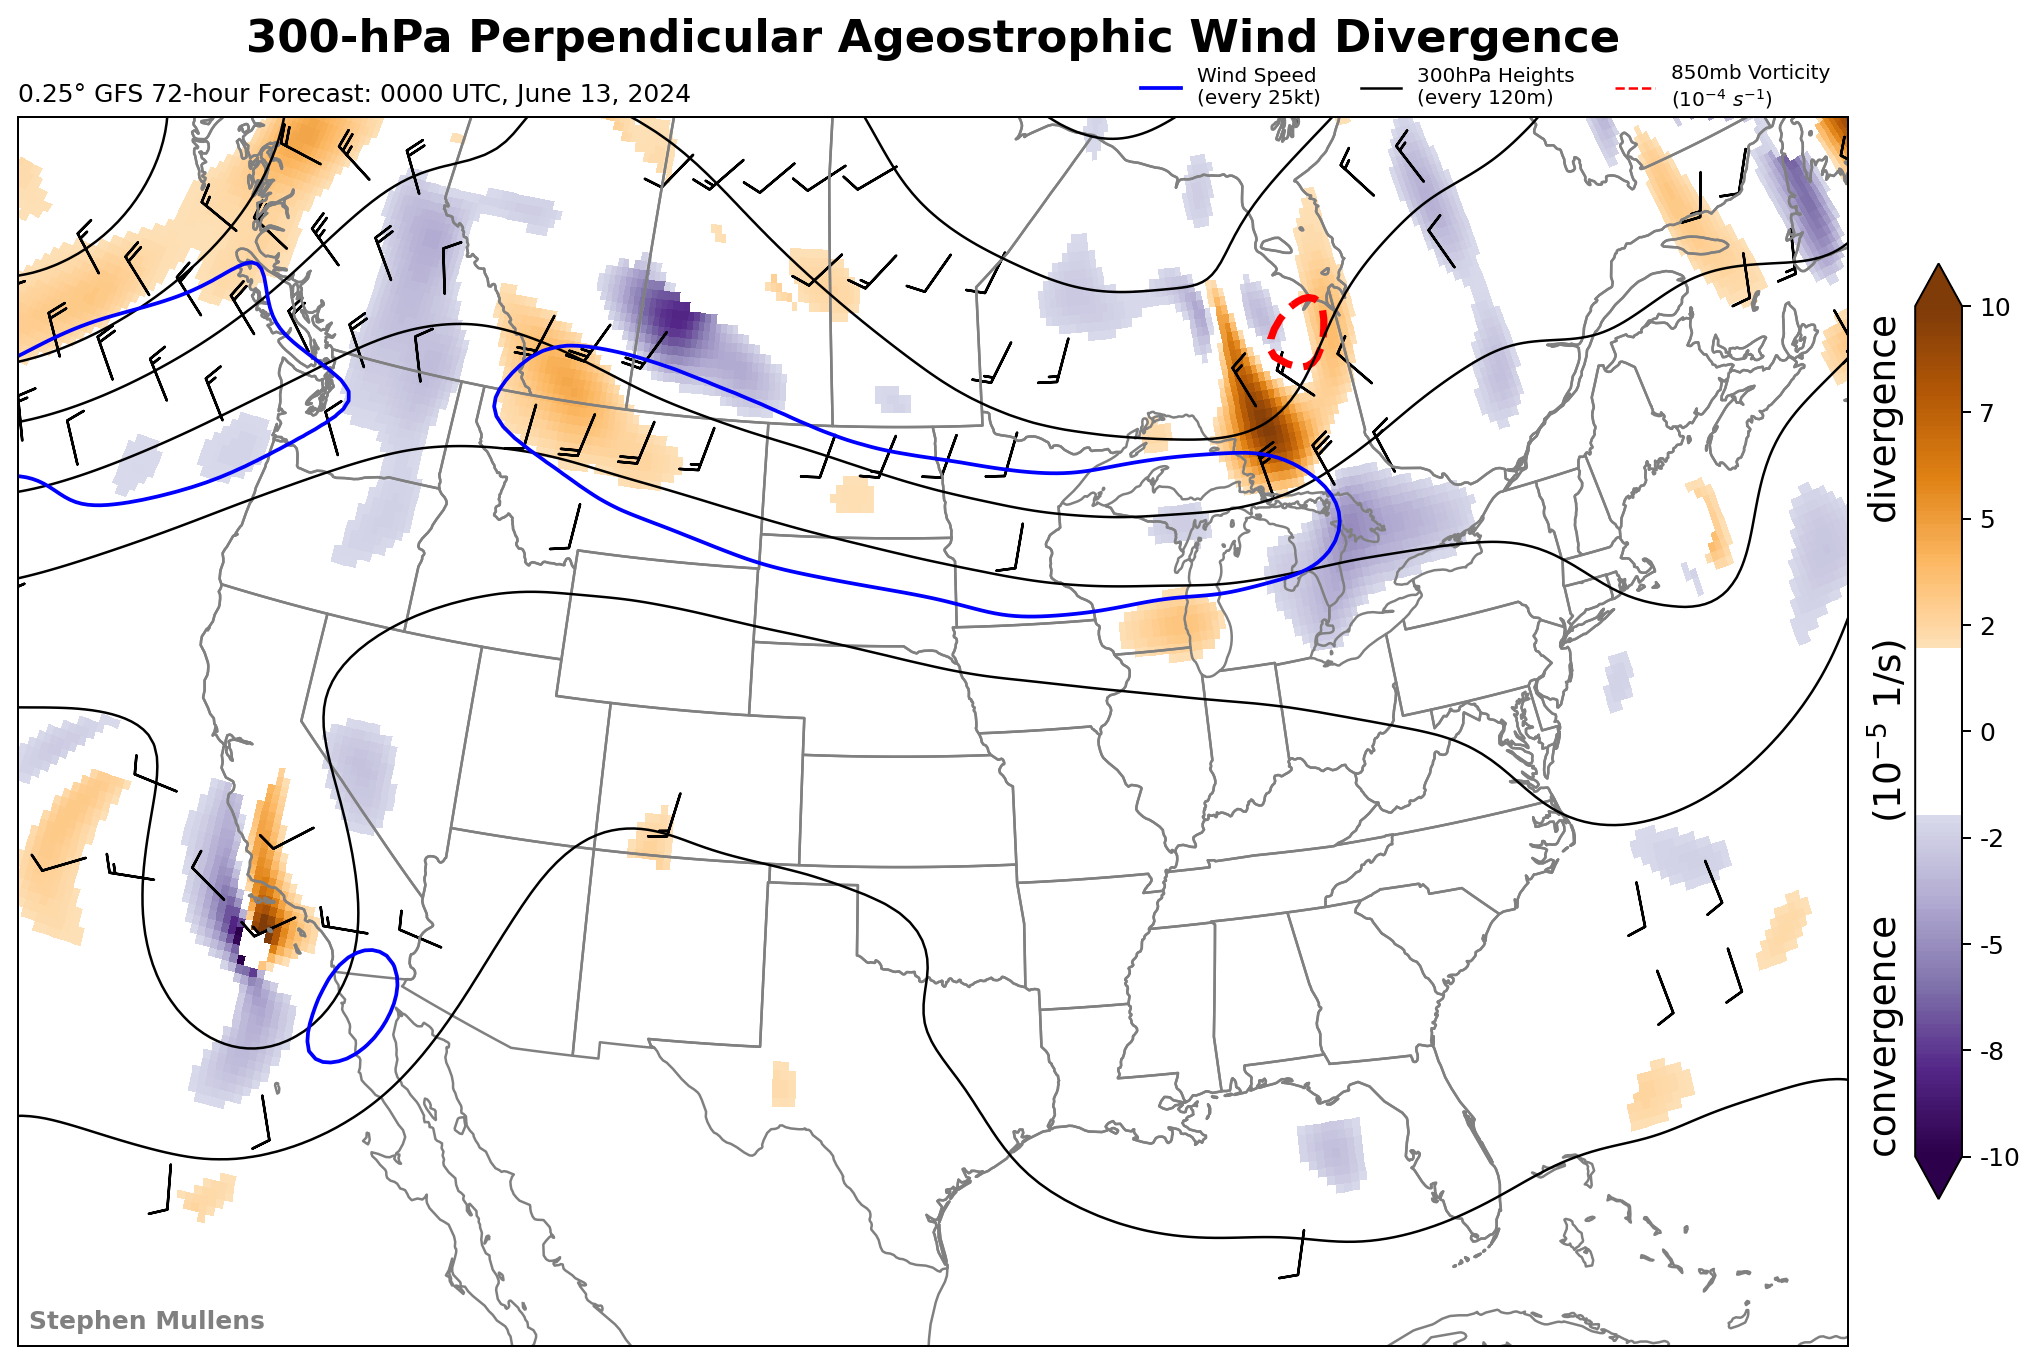 300-hPa Perpendicular Ageostrophic Wind Divergence
0.25° GFS 72-hour Forecast: 0000 UTC, June 13, 2024
Wind Speed
(every 25kt)
300hPa Heights
(every 120m)
850mb Vorticity
(10⁻⁴ s⁻¹)
10
7
5
2
0
-2
-5
-8
-10
convergence (10⁻⁵ 1/s) divergence
Stephen Mullens